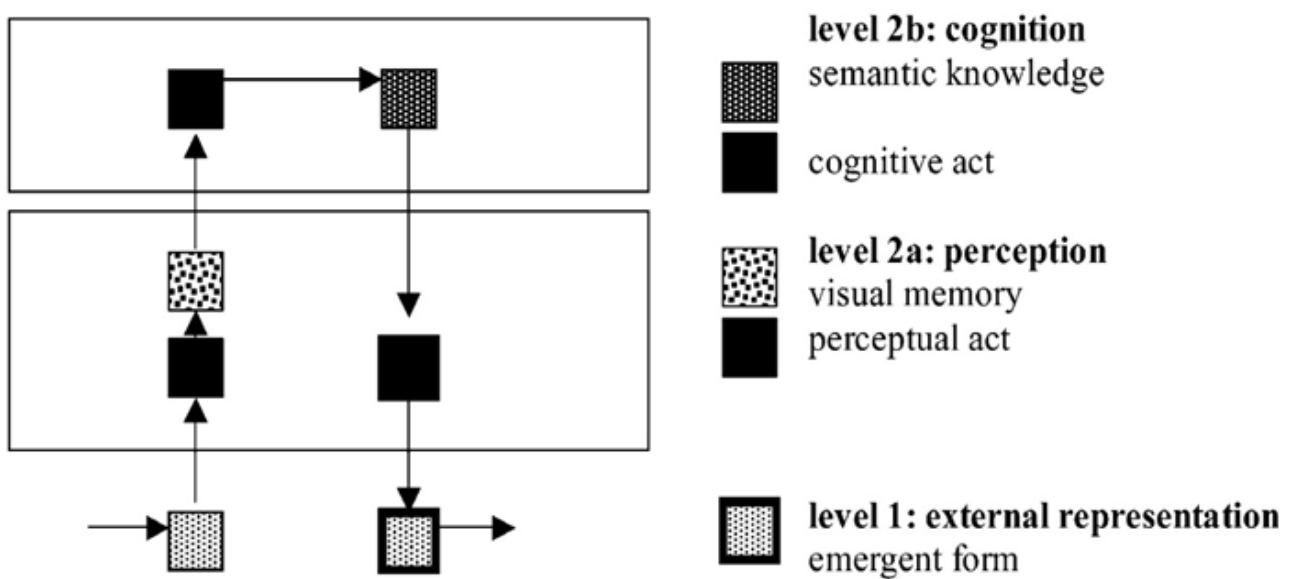 level 2b: cognition
semantic knowledge
cognitive act
level 2a: perception
visual memory
perceptual act
level 1: external representation
emergent form